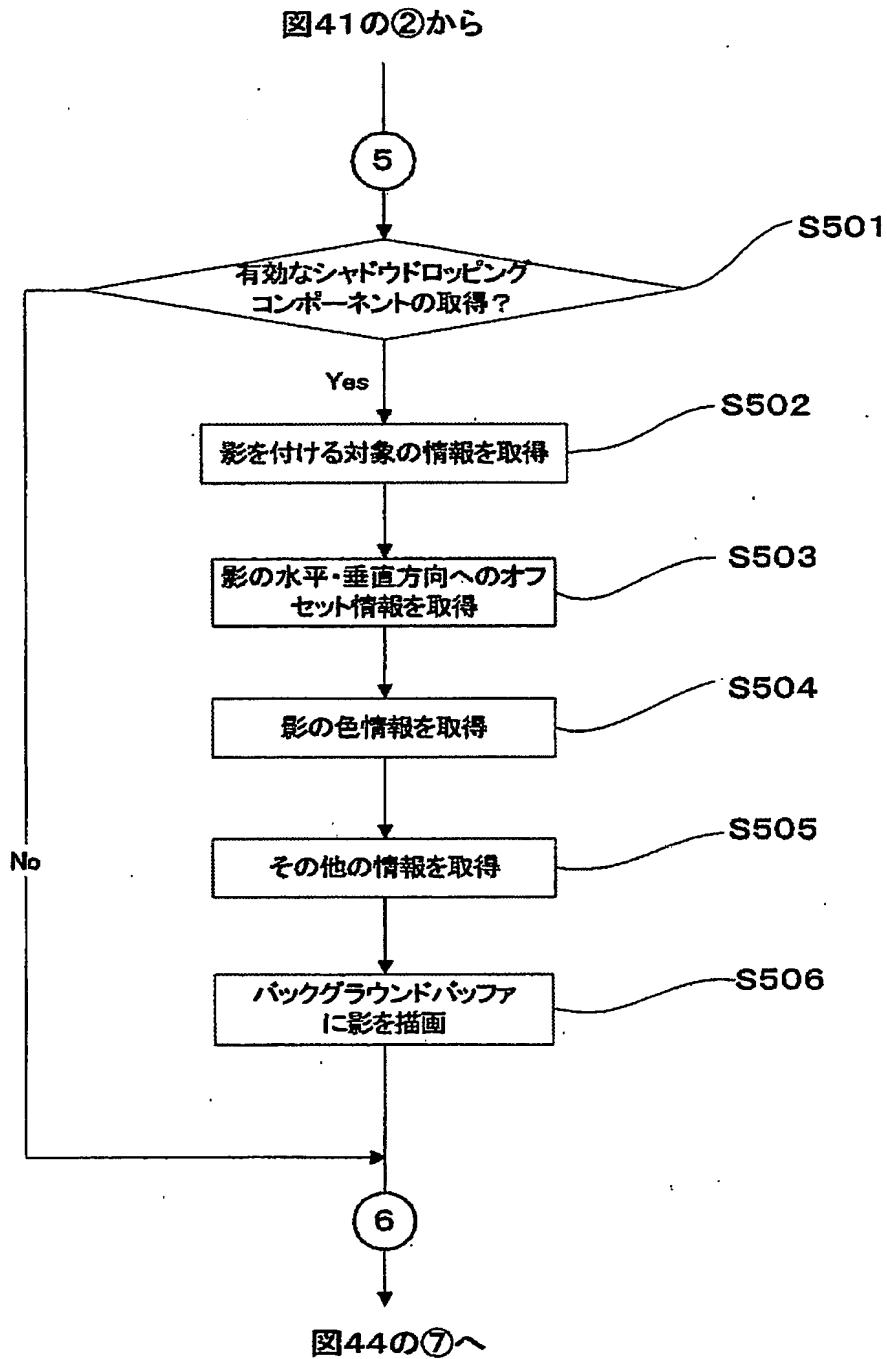 図41の②から
5
S501
有効なシャドウドロッピング
コンポーネントの取得?
Yes
S502
影を付ける対象の情報を取得
S503
影の水平・垂直方向へのオフ
セット情報を取得
S504
影の色情報を取得
S505
その他の情報を取得
No
S506
バックグラウンドバッファ
に影を描画
6
図44の⑦へ